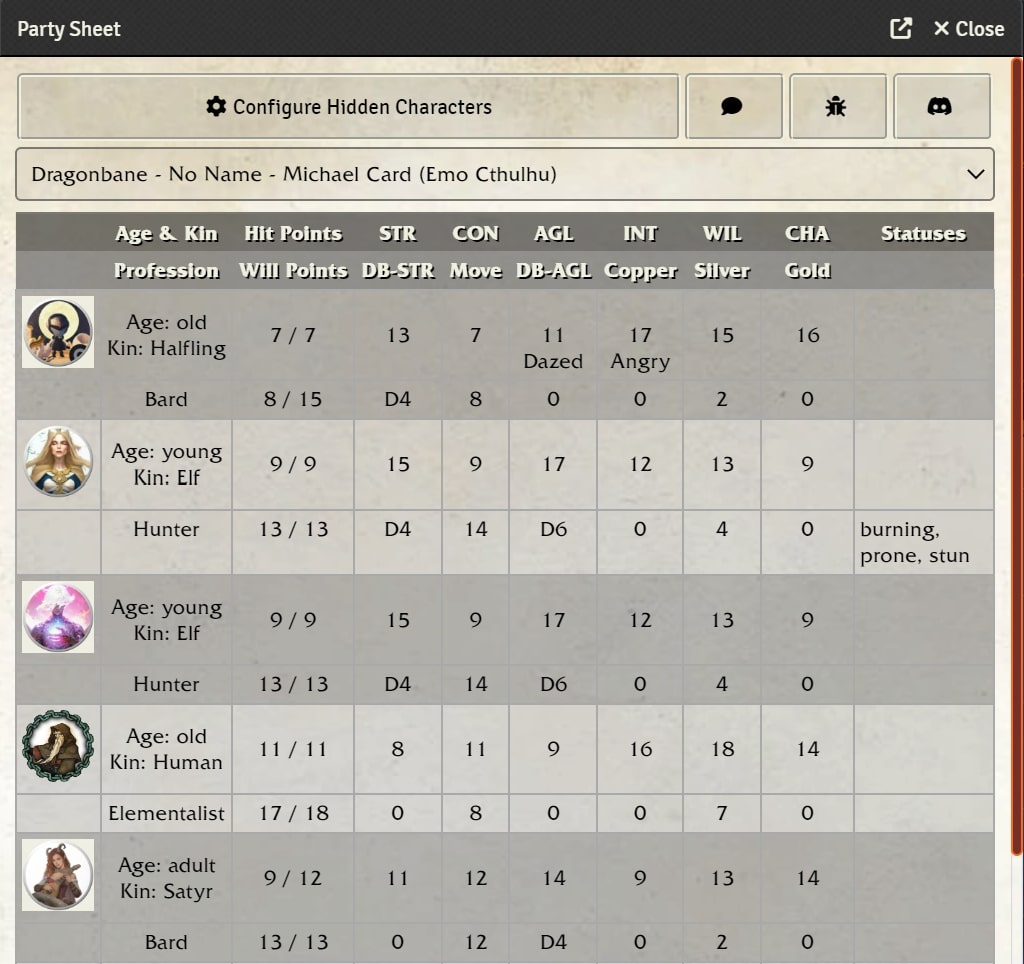 Party Sheet Close
Configure Hidden Characters
Dragonbane - No Name - Michael Card (Emo Cthulhu)
Age & Kin Hit Points STR CON AGL INT WIL CHA Statuses
Profession Will Points DB-STR Move DB-AGL Copper Silver Gold
Age: old
Kin: Halfling 7 / 7 13 7 11 17 15 16
Dazed Angry
Bard 8 / 15 D4 8 0 0 2 0
Age: young
Kin: Elf 9 / 9 15 9 17 12 13 9
Hunter 13 / 13 D4 14 D6 0 4 0 burning,
prone, stun
Age: young
Kin: Elf 9 / 9 15 9 17 12 13 9
Hunter 13 / 13 D4 14 D6 0 4 0
Age: old
Kin: Human 11 / 11 8 11 9 16 18 14
Elementalist 17 / 18 0 8 0 0 7 0
Age: adult
Kin: Satyr 9 / 12 11 12 14 9 13 14
Bard 13 / 13 0 12 D4 0 2 0